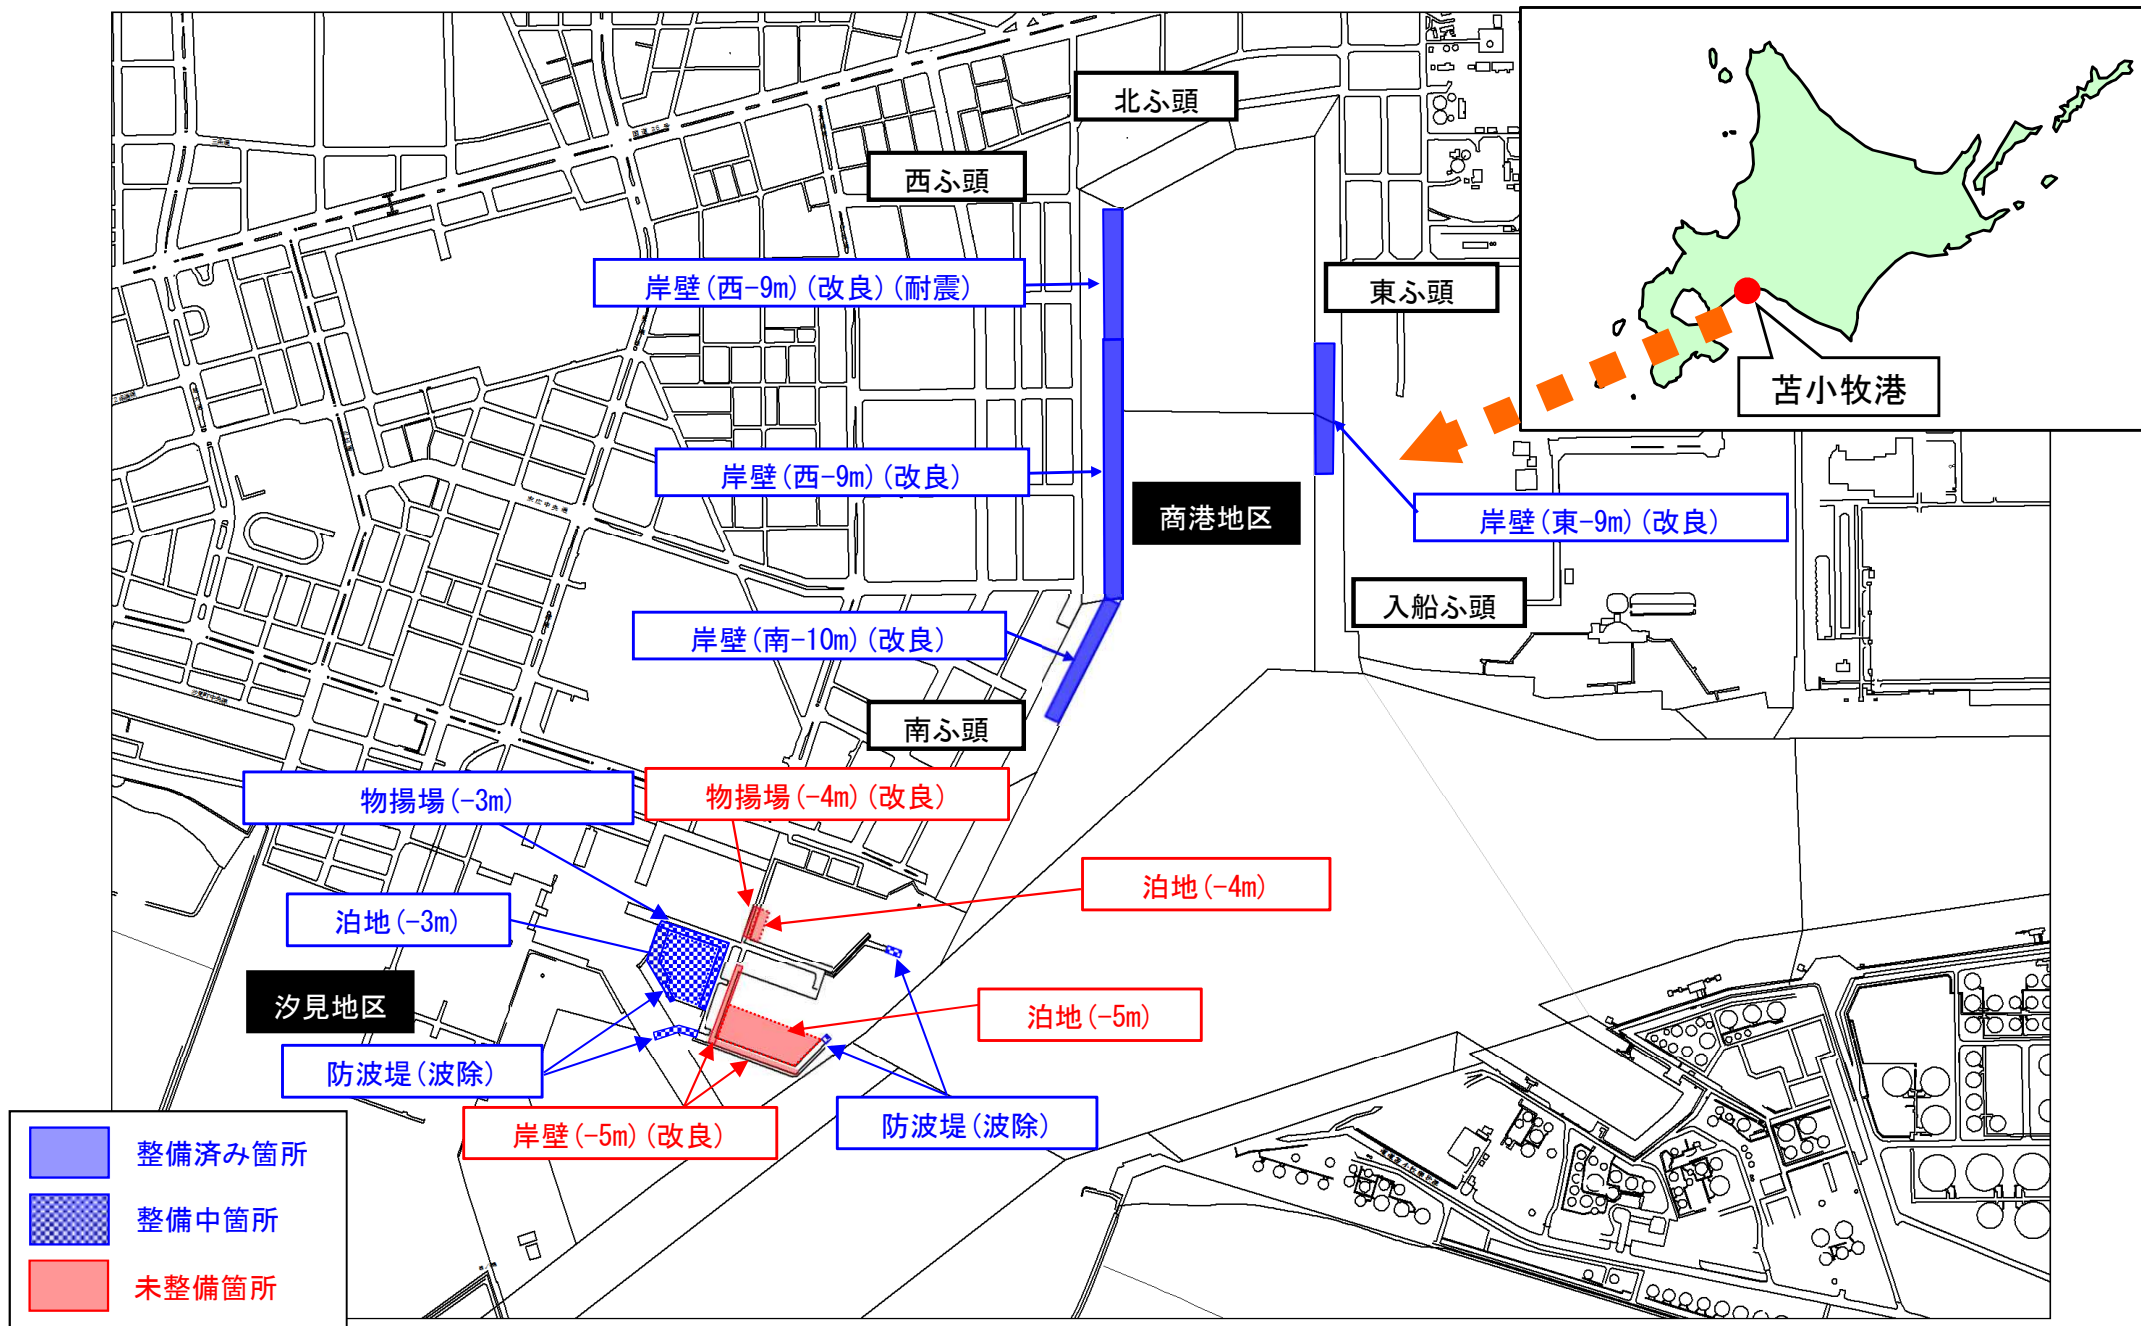 北ふ頭
西ふ頭
岸壁(西-9m)(改良)(耐震)
東ふ頭
苫小牧港
岸壁(西-9m)(改良)
商港地区
岸壁(東-9m)(改良)
入船ふ頭
岸壁(南-10m)(改良)
南ふ頭
物揚場(-3m)
物揚場(-4m)(改良)
泊地(-4m)
泊地(-3m)
汐見地区
泊地(-5m)
防波堤(波除)
岸壁(-5m)(改良)
防波堤(波除)
整備済み箇所
整備中箇所
未整備箇所